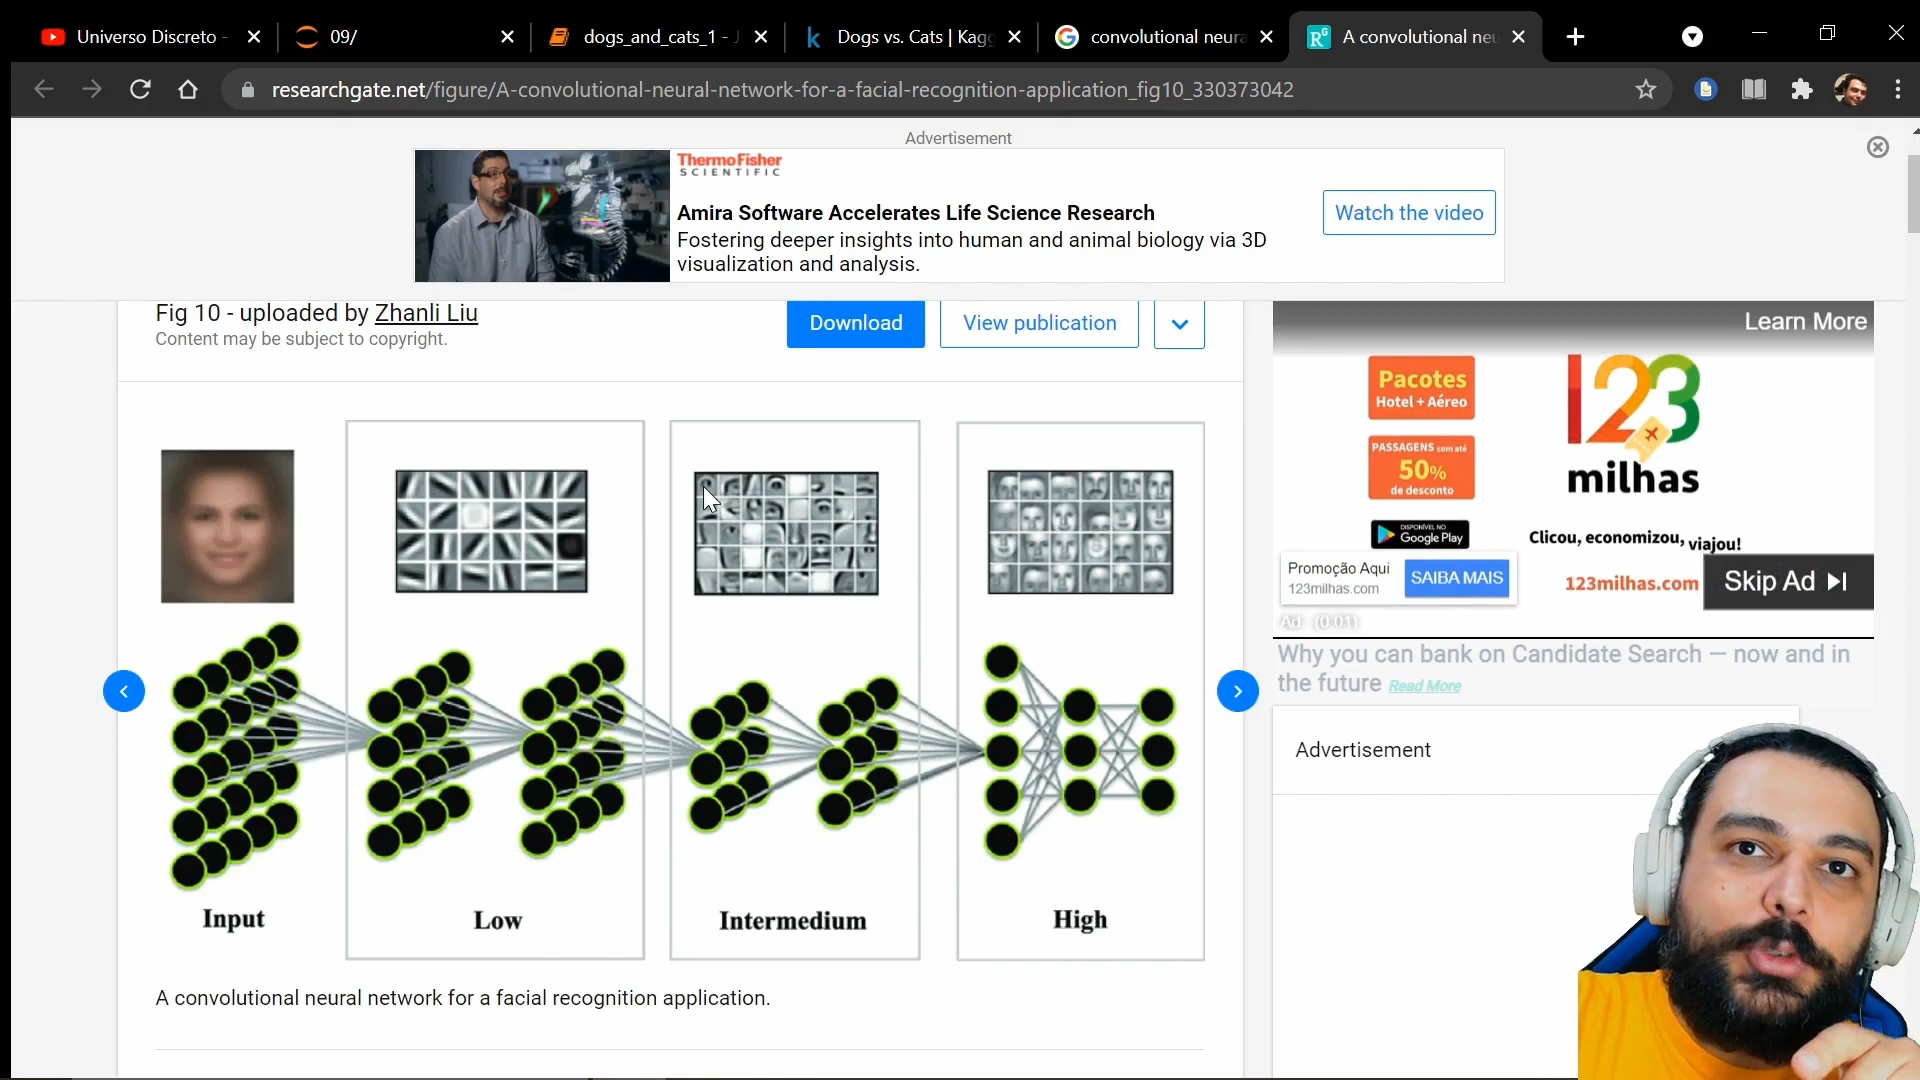 Universo Discreto -
09/
dogs_and_cats_1 - J
Dogs vs. Cats | Kagg
convolutional neura
A convolutional neu
researchgate.net/figure/A-convolutional-neural-network-for-a-facial-recognition-application_fig10_330373042
Advertisement
ThermoFisher
SCIENTIFIC
Amira Software Accelerates Life Science Research
Fostering deeper insights into human and animal biology via 3D
visualization and analysis.
Watch the video
Fig 10 - uploaded by Zhanli Liu
Content may be subject to copyright.
Download
View publication
Input
Low
Intermedium
High
A convolutional neural network for a facial recognition application.
Learn More
Pacotes
Hotel + Aéreo
PASSAGENS com até
50%
de desconto
DISPONÍVEL NO
Google Play
123
milhas
Clicou, economizou, viajou!
Promoção Aqui
123milhas.com
SAIBA MAIS
123milhas.com
Skip Ad
Ad (0:01)
Why you can bank on Candidate Search — now and in
the future Read More
Advertisement